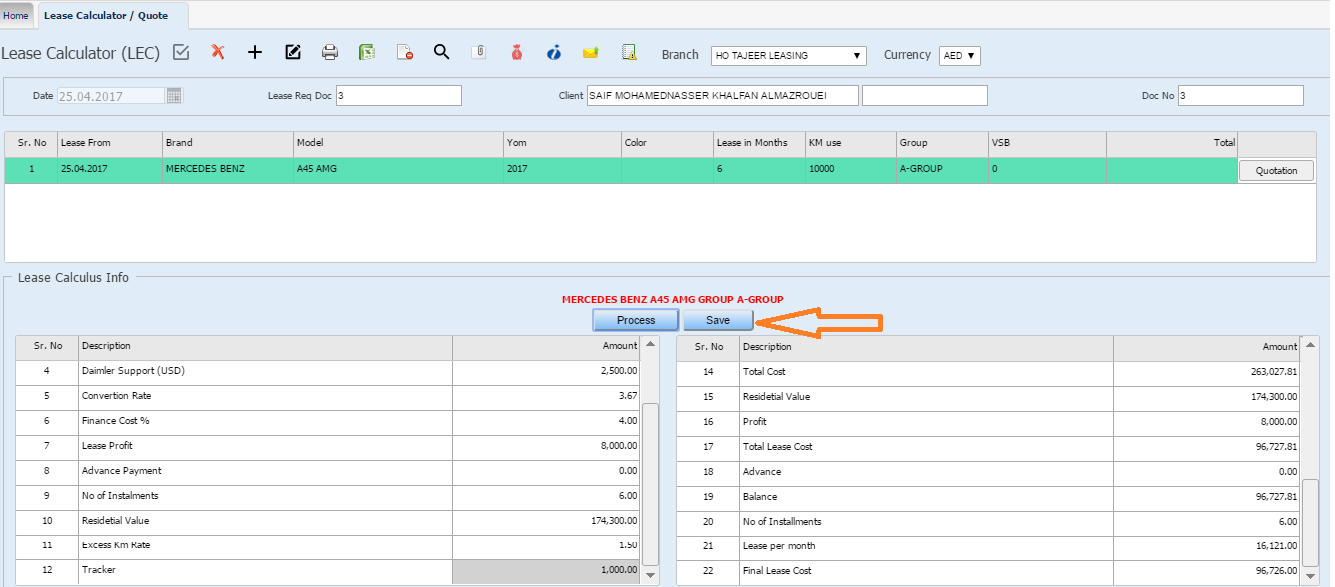 Home Lease Calculator / Quote
Lease Calculator (LEC) Branch HO TAJEER LEASING Currency AED
Date 25.04.2017 Lease Req Doc 3 Client SAIF MOHAMEDNASSER KHALFAN ALMAZROUEI Doc No 3
Sr. No Lease From Brand Model Yom Color Lease in Months KM use Group VSB Total
1 25.04.2017 MERCEDES BENZ A45 AMG 2017 6 10000 A-GROUP 0 Quotation
Lease Calculus Info
MERCEDES BENZ A45 AMG GROUP A-GROUP
Process Save
Sr. No Description Amount
4 Daimler Support (USD) 2,500.00
5 Convertion Rate 3.67
6 Finance Cost % 4.00
7 Lease Profit 8,000.00
8 Advance Payment 0.00
9 No of Instalments 6.00
10 Residetial Value 174,300.00
11 Excess Km Rate 1.50
12 Tracker 1,000.00
Sr. No Description Amount
14 Total Cost 263,027.81
15 Residetial Value 174,300.00
16 Profit 8,000.00
17 Total Lease Cost 96,727.81
18 Advance 0.00
19 Balance 96,727.81
20 No of Installments 6.00
21 Lease per month 16,121.00
22 Final Lease Cost 96,726.00